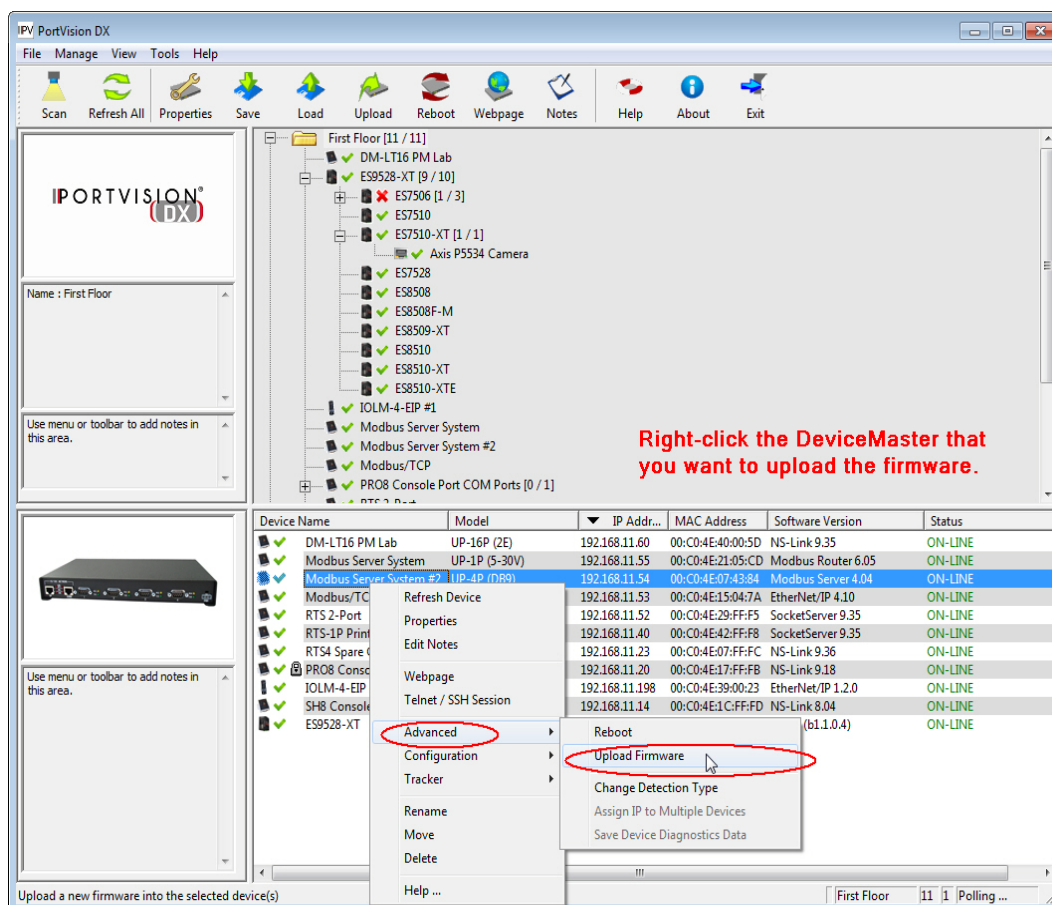 IPV PortVision DX
File Manage View Tools Help
Scan Refresh All Properties Save Load Upload Reboot Webpage Notes Help About Exit
PORTVISION®
DX
Name : First Floor
Use menu or toolbar to add notes in
this area.
First Floor [11 / 11]
DM-LT16 PM Lab
ES9528-XT [9 / 10]
ES7506 [1 / 3]
ES7510
ES7510-XT [1 / 1]
Axis P5534 Camera
ES7528
ES8508
ES8508F-M
ES8509-XT
ES8510
ES8510-XT
ES8510-XTE
IOLM-4-EIP #1
Modbus Server System
Modbus Server System #2
Modbus/TCP
PRO8 Console Port COM Ports [0 / 1]
Right-click the DeviceMaster that
you want to upload the firmware.
Use menu or toolbar to add notes in
this area.
Device Name Model IP Addr... MAC Address Software Version Status
DM-LT16 PM Lab UP-16P (2E) 192.168.11.60 00:C0:4E:40:00:5D NS-Link 9.35 ON-LINE
Modbus Server System UP-1P (5-30V) 192.168.11.55 00:C0:4E:21:05:CD Modbus Router 6.05 ON-LINE
Modbus Server System #2 UP-4P (DB9) 192.168.11.54 00:C0:4E:07:43:84 Modbus Server 4.04 ON-LINE
Modbus/TC 192.168.11.53 00:C0:4E:15:04:7A EtherNet/IP 4.10 ON-LINE
RTS 2-Port 192.168.11.52 00:C0:4E:29:FF:F5 SocketServer 9.35 ON-LINE
RTS-1P Print 192.168.11.40 00:C0:4E:42:FF:F8 SocketServer 9.35 ON-LINE
RTS4 Spare 192.168.11.23 00:C0:4E:07:FF:FC NS-Link 9.36 ON-LINE
PRO8 Conso 192.168.11.20 00:C0:4E:17:FF:FB NS-Link 9.18 ON-LINE
IOLM-4-EIP 192.168.11.198 00:C0:4E:39:00:23 EtherNet/IP 1.2.0 ON-LINE
SH8 Console 192.168.11.14 00:C0:4E:1C:FF:FD NS-Link 8.04 ON-LINE
ES9528-XT (b1.1.0.4) ON-LINE
Refresh Device
Properties
Edit Notes
Webpage
Telnet / SSH Session
Advanced
Configuration
Tracker
Rename
Move
Delete
Help ...
Reboot
Upload Firmware
Change Detection Type
Assign IP to Multiple Devices
Save Device Diagnostics Data
Upload a new firmware into the selected device(s) First Floor 11 1 Polling ...